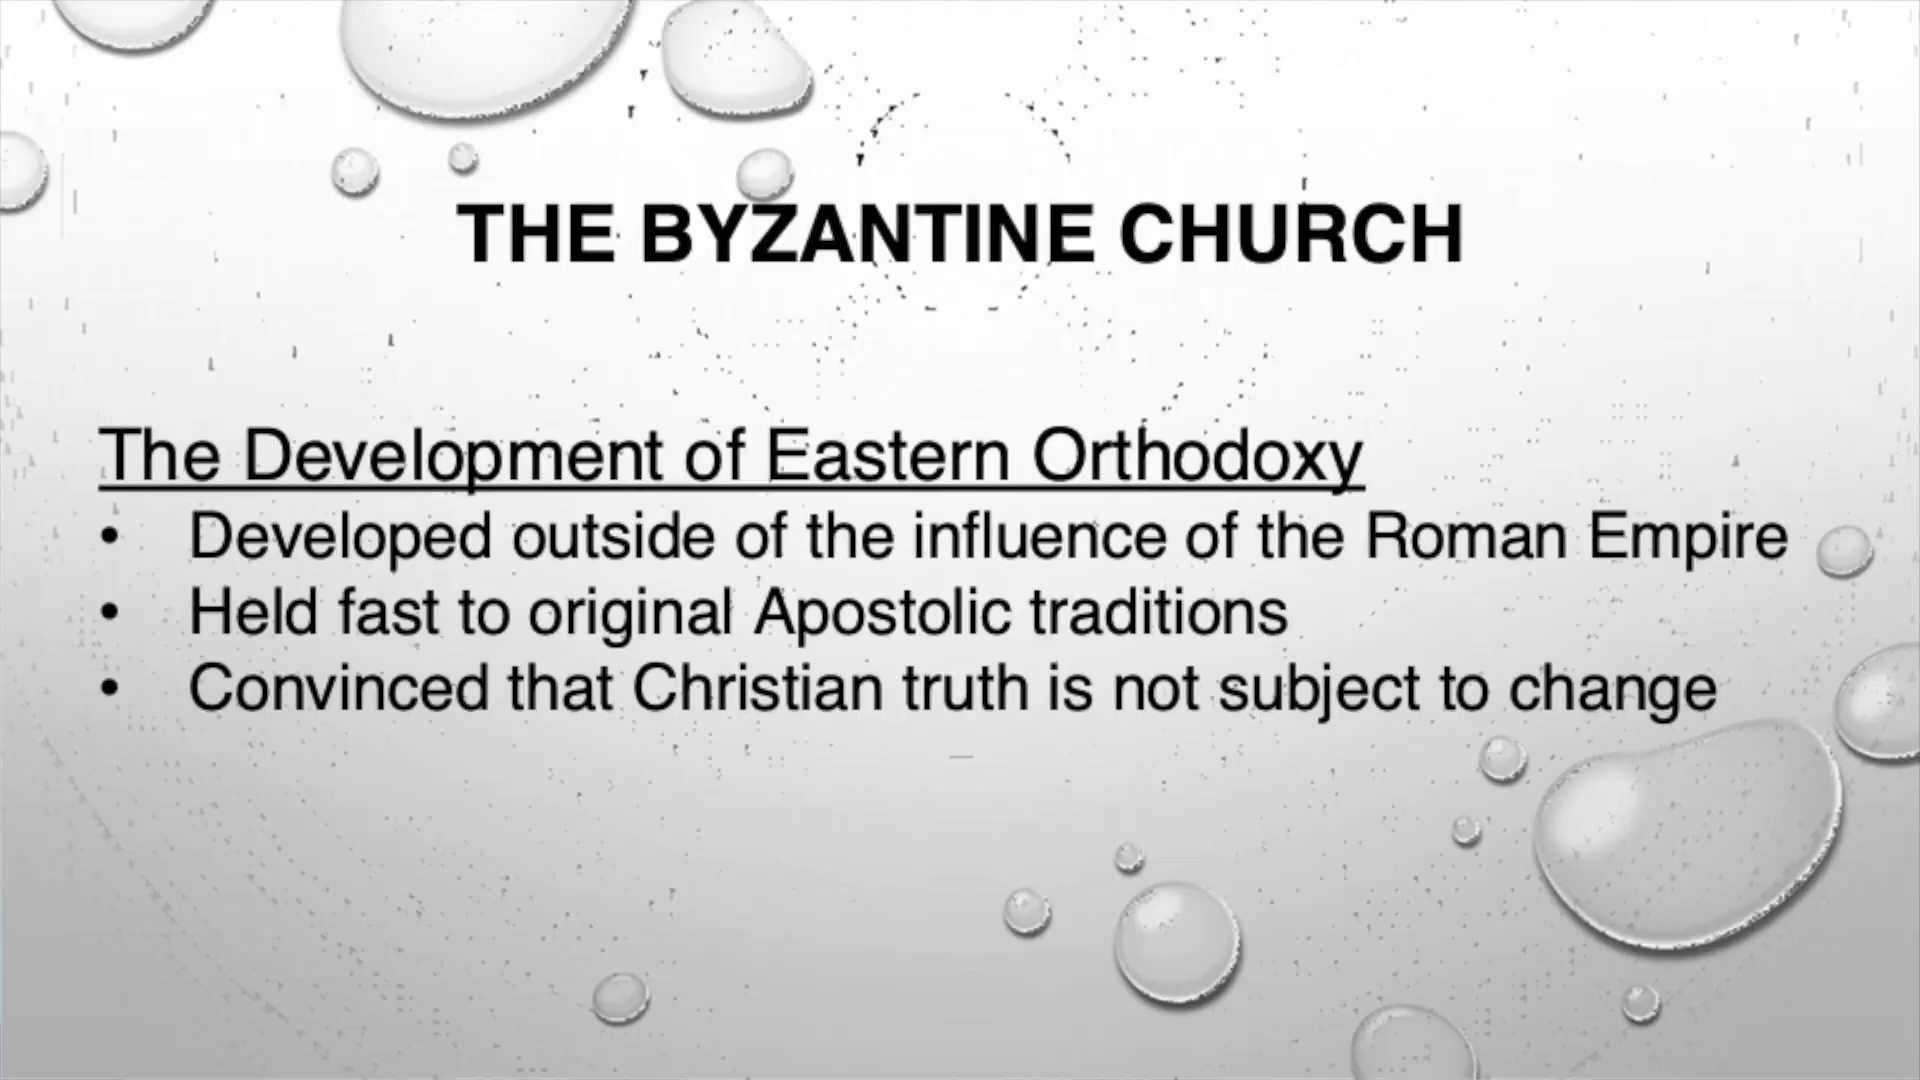 THE BYZANTINE CHURCH
The Development of Eastern Orthodoxy
• Developed outside of the influence of the Roman Empire
• Held fast to original Apostolic traditions
• Convinced that Christian truth is not subject to change